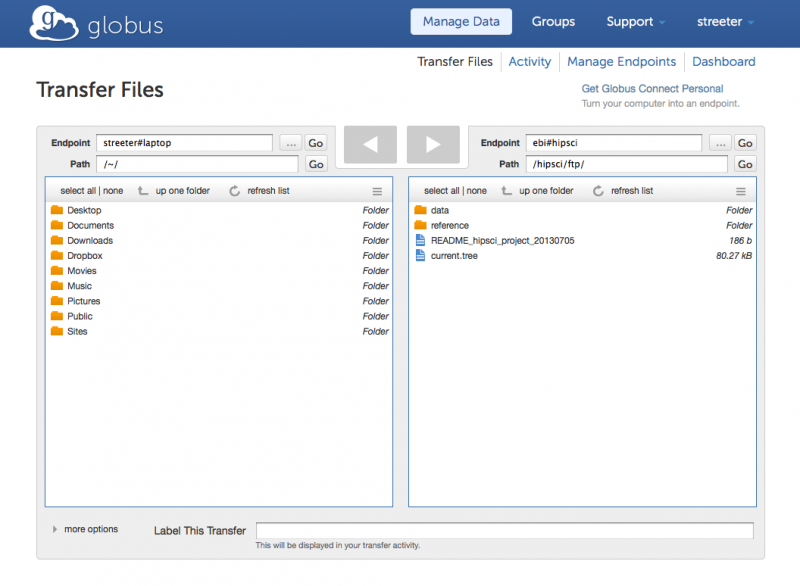 globus
Manage Data Groups Support streeter
Transfer Files Activity Manage Endpoints Dashboard
Transfer Files
Get Globus Connect Personal
Turn your computer into an endpoint.
Endpoint streeter#laptop ... Go
Path /~/ Go
Endpoint ebi#hipsci ... Go
Path /hipsci/ftp/ Go
select all | none up one folder refresh list
Desktop Folder
Documents Folder
Downloads Folder
Dropbox Folder
Movies Folder
Music Folder
Pictures Folder
Public Folder
Sites Folder
select all | none up one folder refresh list
data Folder
reference Folder
README_hipsci_project_20130705 186 b
current.tree 80.27 kB
more options Label This Transfer
This will be displayed in your transfer activity.